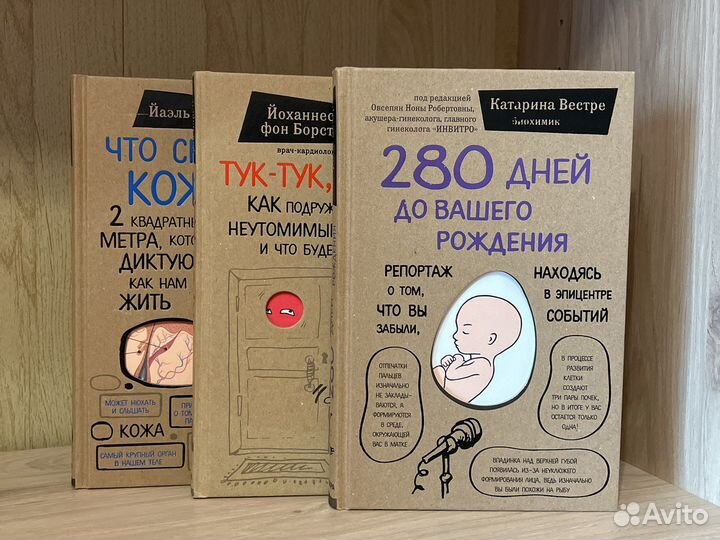 Йаэль
ЧТО
КОЖ
2 КВАДРАТНЫ
МЕТРА, КОТО
ДИКТУЮ
КАК НАМ
ЖИТЬ
МОЖЕТ НЮХАТЬ
И СЛЫШАТЬ
КОЖА
САМЫЙ КРУПНЫЙ ОРГАН
В НАШЕМ ТЕЛЕ
Йоханнес
фон Борст
врач-кардиолог
ТУК-ТУК,
КАК ПОДРУЖ
НЕУТОМИМЫ
И ЧТО БУДЕ
под редакцией
Овсепян Ноны Робертовны,
акушера-гинеколога, главного
гинеколога «ИНВИТРО»
Катарина Вестре
биохимик
280 ДНЕЙ
ДО ВАШЕГО
РОЖДЕНИЯ
РЕПОРТАЖ
О ТОМ,
ЧТО ВЫ
ЗАБЫЛИ,
НАХОДЯСЬ
В ЭПИЦЕНТРЕ
СОБЫТИЙ
ОТПЕЧАТКИ
ПАЛЬЦЕВ
ИЗНАЧАЛЬНО
НЕ ЗАКЛАДЫ-
ВАЮТСЯ, А
ФОРМИРУЮТСЯ
В СРЕДЕ,
ОКРУЖАЮЩЕЙ
ВАС В МАТКЕ
В ПРОЦЕССЕ
РАЗВИТИЯ
КЛЕТКИ
СОЗДАЮТ
ТРИ ПАРЫ ПОЧЕК,
НО В ИТОГЕ У ВАС
ОСТАЕТСЯ ТОЛЬКО
ОДНА!
ВПАДИНКА НАД ВЕРХНЕЙ ГУБОЙ
ПОЯВИЛАСЬ ИЗ-ЗА НЕУКЛЮЖЕГО
ФОРМИРОВАНИЯ ЛИЦА, ВЕДЬ ИЗНАЧАЛЬНО
ВЫ БЫЛИ ПОХОЖИ НА РЫБУ
Avito